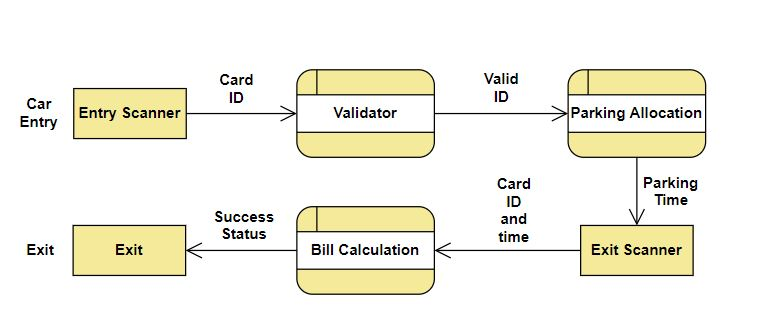 Car
Entry
Entry Scanner
Card
ID
Validator
Valid
ID
Parking Allocation
Parking
Time
Exit Scanner
Card
ID
and
time
Bill Calculation
Success
Status
Exit
Exit